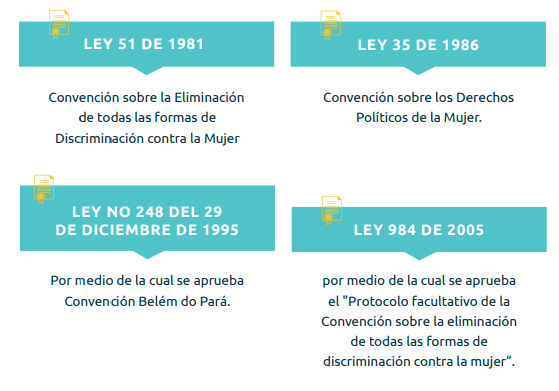 LEY 51 DE 1981
Convención sobre la Eliminación
de todas las formas de
Discriminación contra la Mujer
LEY 35 DE 1986
Convención sobre los Derechos
Políticos de la Mujer.
LEY NO 248 DEL 29
DE DICIEMBRE DE 1995
Por medio de la cual se aprueba
Convención Belém do Pará.
LEY 984 DE 2005
por medio de la cual se aprueba
el "Protocolo facultativo de la
Convención sobre la eliminación
de todas las formas de
discriminación contra la mujer”.